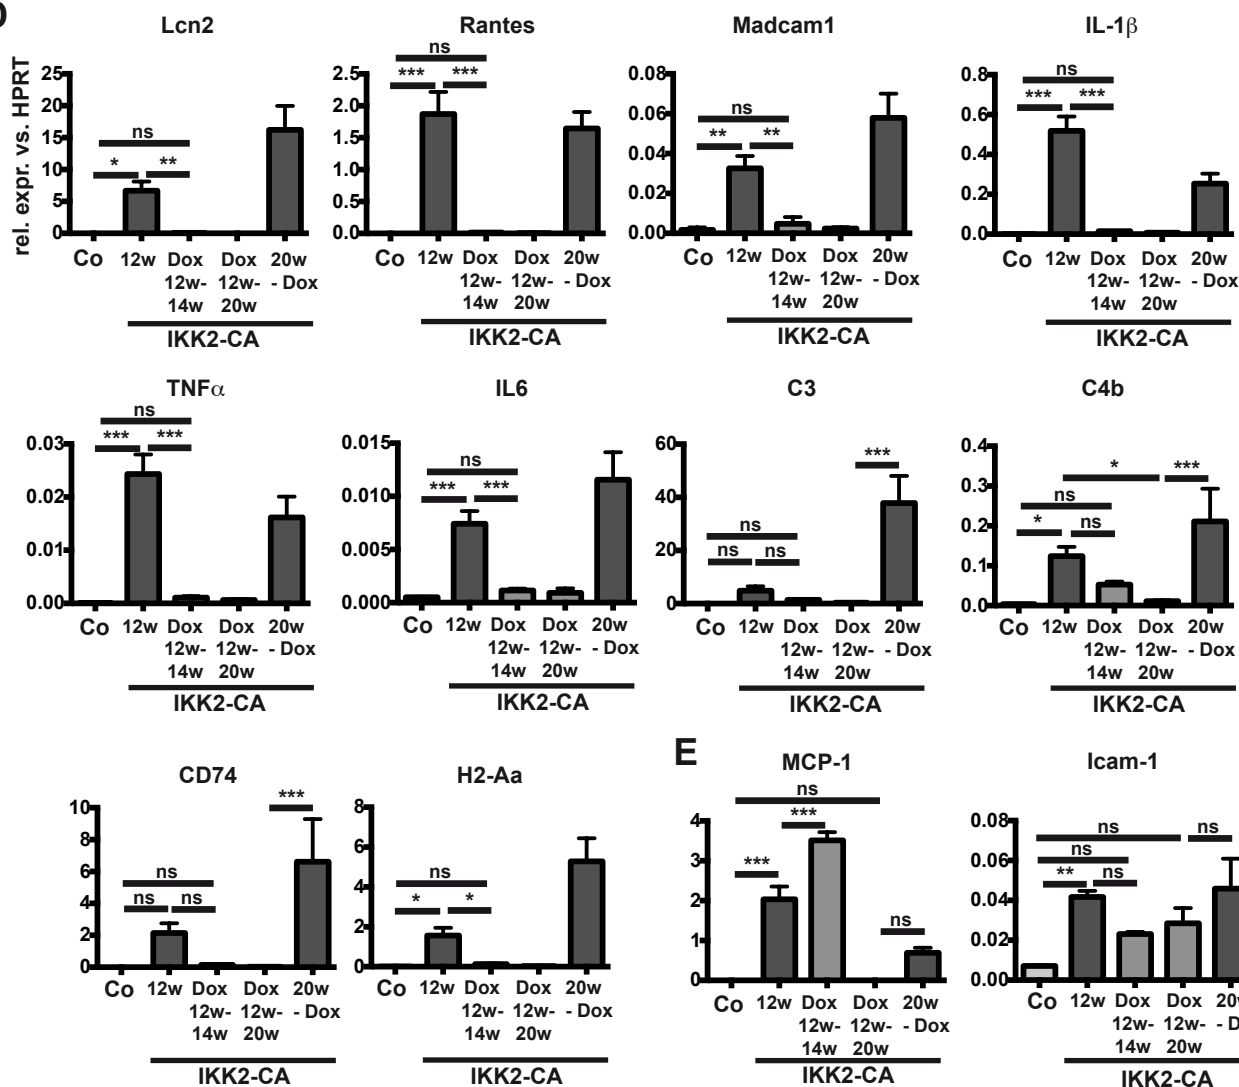 Lcn2
rel. expr. vs. HPRT
25
20
15
10
5
0
ns
* **
Co 12w Dox 12w-14w Dox 12w-20w 20w - Dox
IKK2-CA
Rantes
2.5
2.0
1.5
1.0
0.5
0.0
ns
*** ***
Co 12w Dox 12w-14w Dox 12w-20w 20w - Dox
IKK2-CA
Madcam1
0.08
0.06
0.04
0.02
0.00
ns
** **
Co 12w Dox 12w-14w Dox 12w-20w 20w - Dox
IKK2-CA
IL-1β
0.8
0.6
0.4
0.2
0.0
ns
*** ***
Co 12w Dox 12w-14w Dox 12w-20w 20w - Dox
IKK2-CA
TNFα
0.03
0.02
0.01
0.00
ns
*** ***
Co 12w Dox 12w-14w Dox 12w-20w 20w - Dox
IKK2-CA
IL6
0.015
0.010
0.005
0.000
ns
*** ***
Co 12w Dox 12w-14w Dox 12w-20w 20w - Dox
IKK2-CA
C3
60
40
20
0
***
ns
ns ns
Co 12w Dox 12w-14w Dox 12w-20w 20w - Dox
IKK2-CA
C4b
0.4
0.3
0.2
0.1
0.0
* ***
ns
* ns
Co 12w Dox 12w-14w Dox 12w-20w 20w - Dox
IKK2-CA
CD74
10
8
6
4
2
0
***
ns
ns ns
Co 12w Dox 12w-14w Dox 12w-20w 20w - Dox
IKK2-CA
H2-Aa
8
6
4
2
0
ns
* *
Co 12w Dox 12w-14w Dox 12w-20w 20w - Dox
IKK2-CA
E
MCP-1
4
3
2
1
0
ns
***
***
ns
Co 12w Dox 12w-14w Dox 12w-20w 20w - Dox
IKK2-CA
Icam-1
0.08
0.06
0.04
0.02
0.00
ns ns
ns
** ns
Co 12w Dox 12w-14w Dox 12w-20w
IKK2-CA